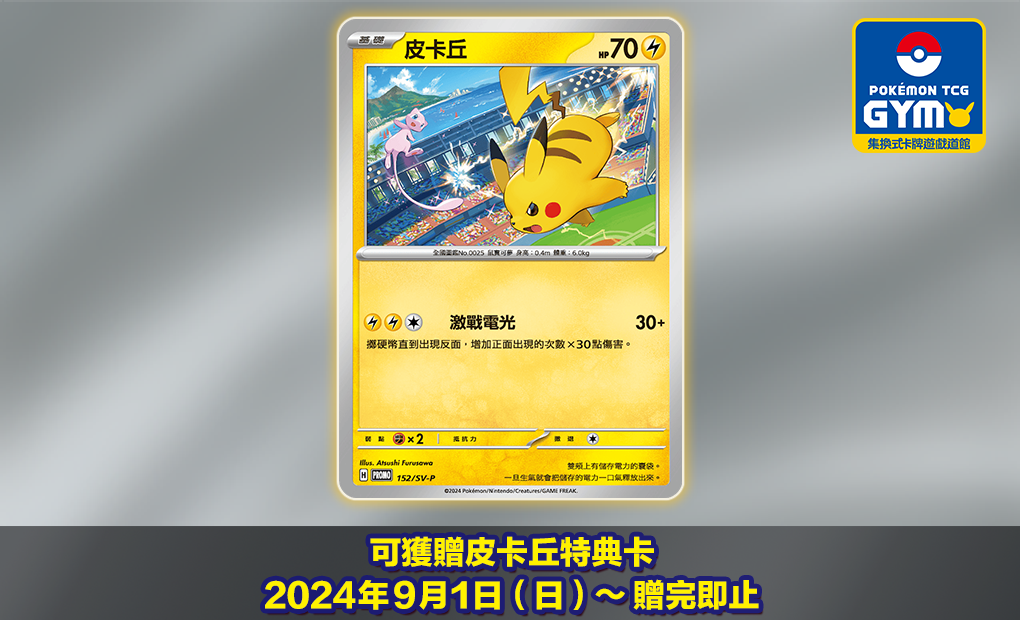 基礎
皮卡丘
HP70
POKÉMON TCG
GYM
集換式卡牌遊戲道館
全國圖鑑No.0025 鼠寶可夢 身高：0.4m 體重：6.0kg
激戰電光 30+
擲硬幣直到出現反面，增加正面出現的次數×30點傷害。
弱點 ×2 抵抗力 撤退
Illus. Atsushi Furusawa
H PROMO 152/SV-P
雙頰上有儲存電力的囊袋。
一旦生氣就會把儲存的電力一口氣釋放出來。
©2024 Pokémon/Nintendo/Creatures/GAME FREAK.
可獲贈皮卡丘特典卡
2024年9月1日（日）～ 贈完即止